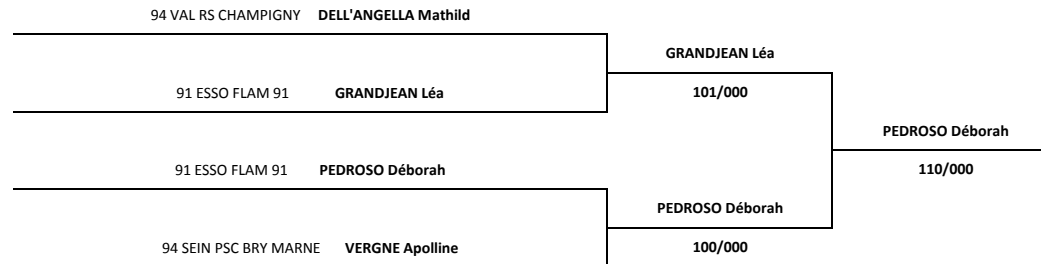 94 VAL RS CHAMPIGNY DELL'ANGELLA Mathild
GRANDJEAN Léa
91 ESSO FLAM 91 GRANDJEAN Léa
101/000
PEDROSO Déborah
91 ESSO FLAM 91 PEDROSO Déborah
110/000
PEDROSO Déborah
94 SEIN PSC BRY MARNE VERGNE Apolline
100/000